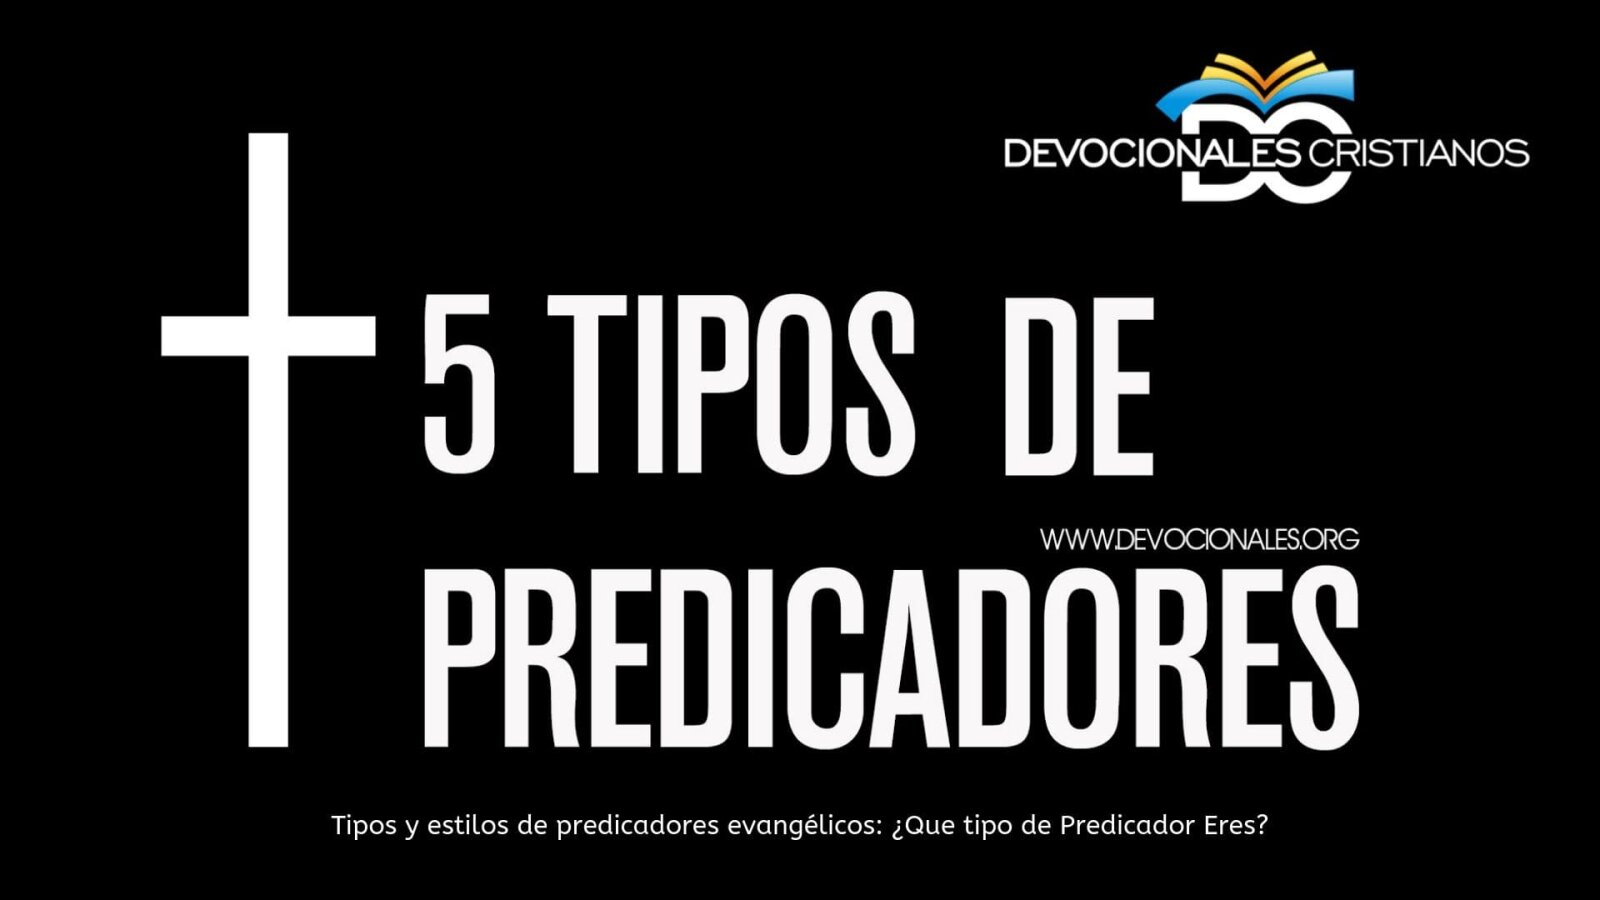 DC
DEVOCIONALES CRISTIANOS
5 TIPOS DE
WWW.DEVOCIONALES.ORG
PREDICADORES
Tipos y estilos de predicadores evangélicos: ¿Que tipo de Predicador Eres?